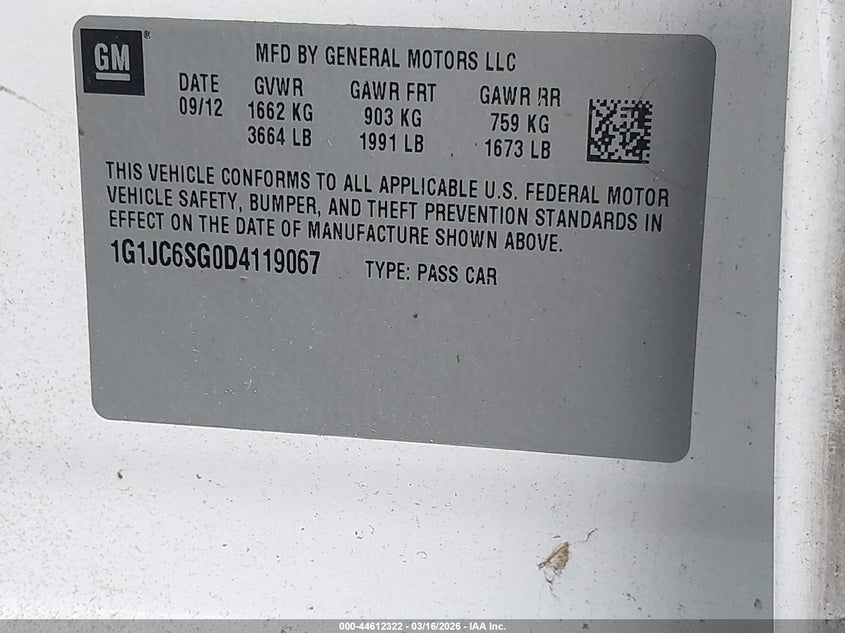 GM ®
MFD BY GENERAL MOTORS LLC
DATE GVWR GAWR FRT GAWR RR
09/12 1662 KG 903 KG 759 KG
3664 LB 1991 LB 1673 LB
THIS VEHICLE CONFORMS TO ALL APPLICABLE U.S. FEDERAL MOTOR
VEHICLE SAFETY, BUMPER, AND THEFT PREVENTION STANDARDS IN
EFFECT ON THE DATE OF MANUFACTURE SHOWN ABOVE.
1G1JC6SG0D4119067 TYPE: PASS CAR
000-44612322 - 03/16/2026 - IAA Inc.